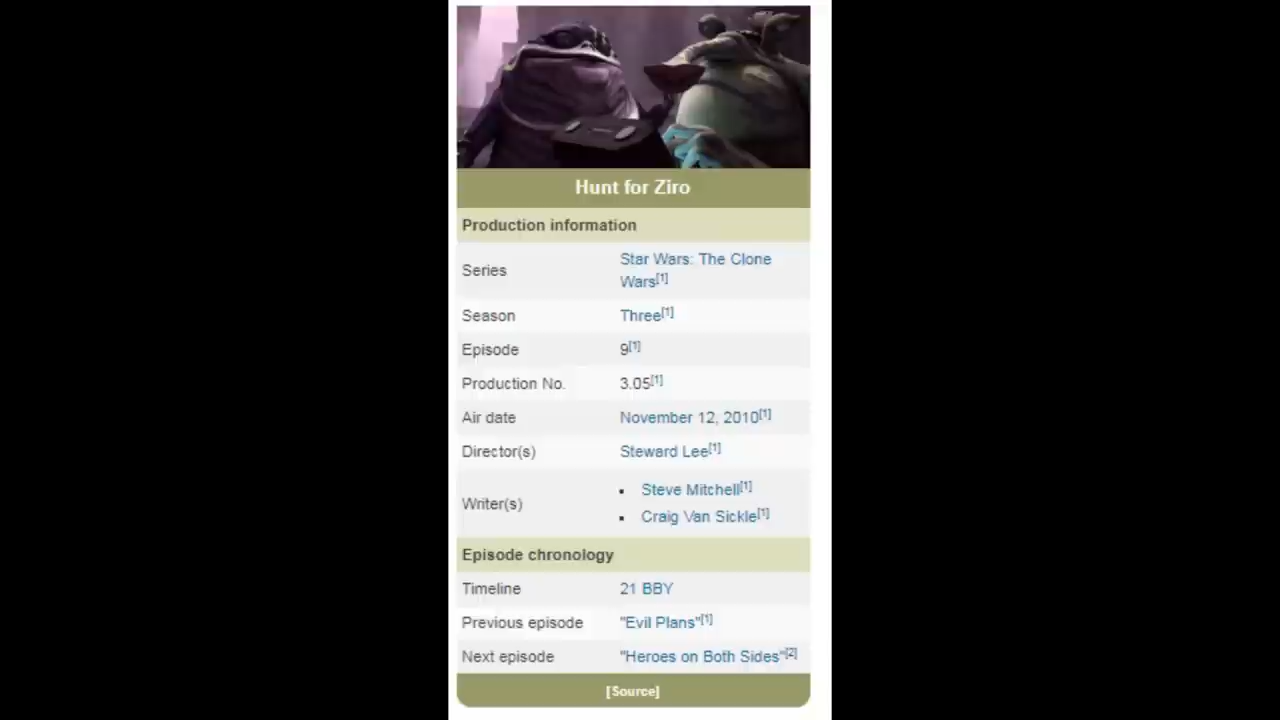 Hunt for Ziro
Production information
Series Star Wars: The Clone
Wars[1]
Season Three[1]
Episode 9[1]
Production No. 3.05[1]
Air date November 12, 2010[1]
Director(s) Steward Lee[1]
Writer(s)
• Steve Mitchell[1]
• Craig Van Sickle[1]
Episode chronology
Timeline 21 BBY
Previous episode "Evil Plans"[1]
Next episode "Heroes on Both Sides"[2]
[Source]